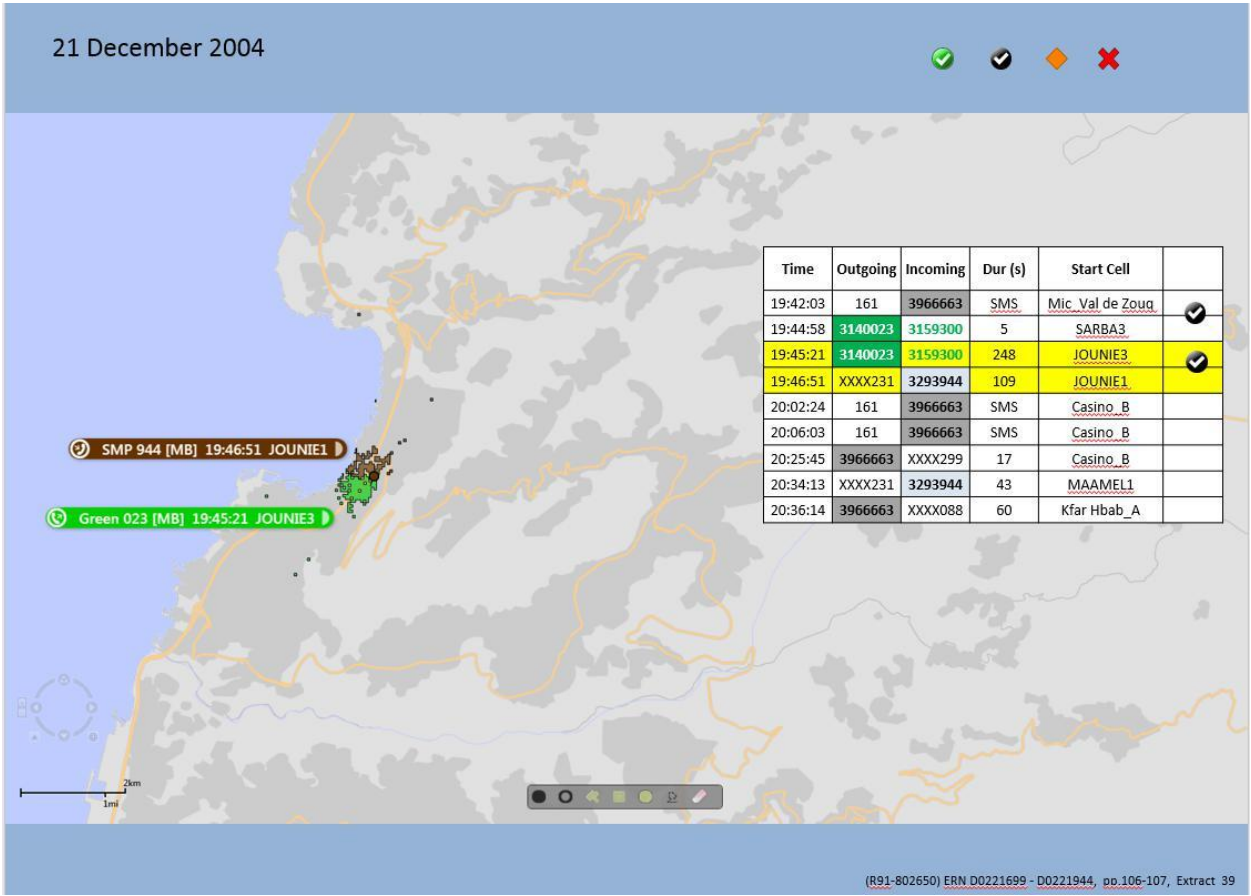 21 December 2004
Time Outgoing Incoming Dur (s) Start Cell
19:42:03 161 3966663 SMS Mic_Val de Zouq
19:44:58 3140023 3159300 5 SARBA3
19:45:21 3140023 3159300 248 JOUNIE3
19:46:51 XXXX231 3293944 109 JOUNIE1
20:02:24 161 3966663 SMS Casino_B
20:06:03 161 3966663 SMS Casino_B
20:25:45 3966663 XXXX299 17 Casino_B
20:34:13 XXXX231 3293944 43 MAAMEL1
20:36:14 3966663 XXXX088 60 Kfar Hbab_A
SMP 944 [MB] 19:46:51 JOUNIE1
Green 023 [MB] 19:45:21 JOUNIE3
2km
1mi
(R91-802650) ERN D0221699 - D0221944, pp.106-107, Extract 39